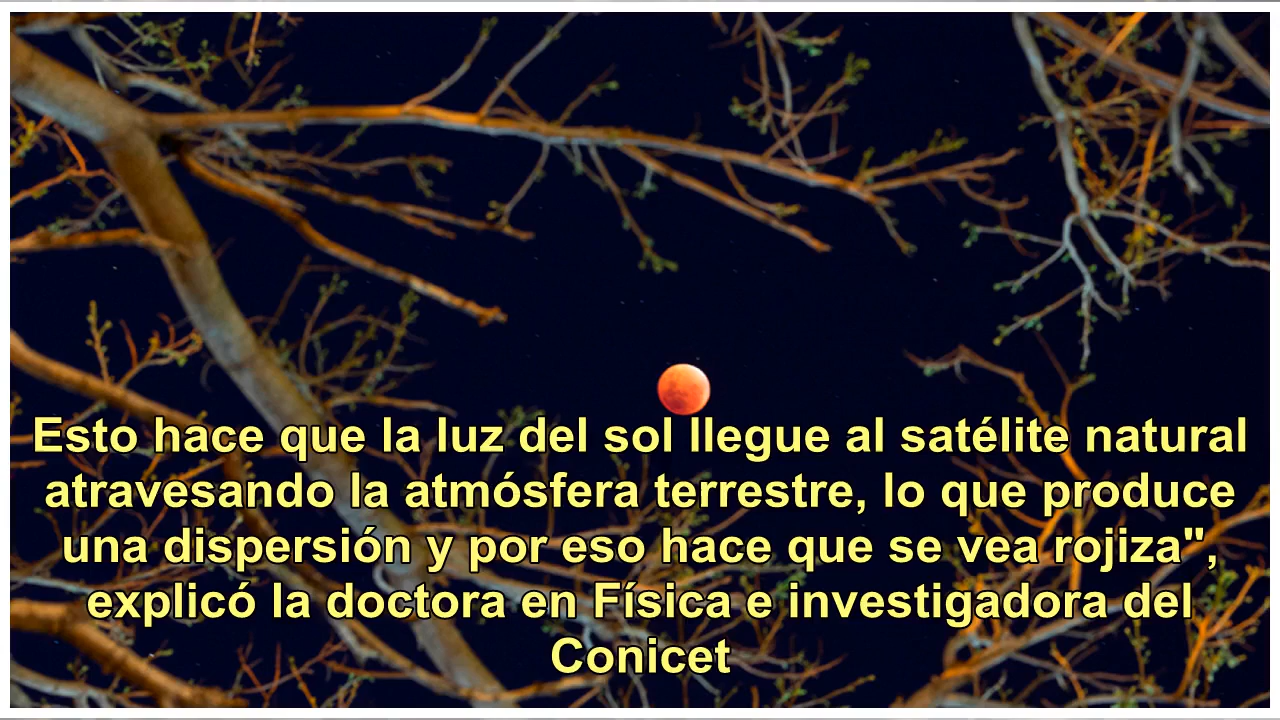 Esto hace que la luz del sol llegue al satélite natural
atravesando la atmósfera terrestre, lo que produce
una dispersión y por eso hace que se vea rojiza",
explicó la doctora en Física e investigadora del
Conicet